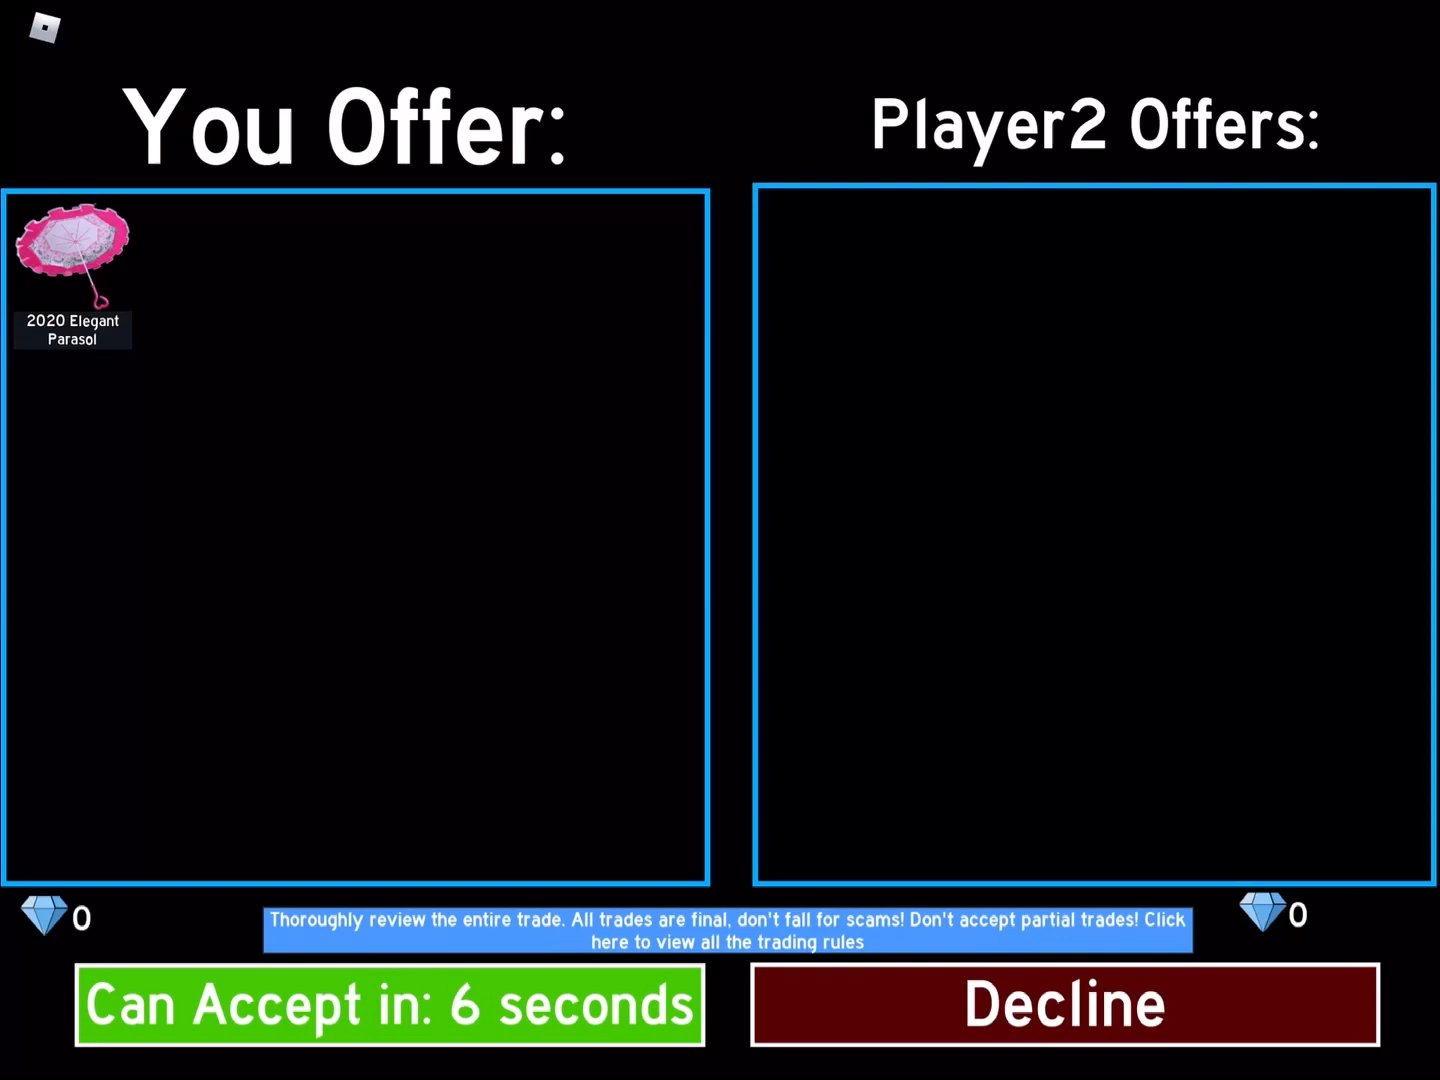 You Offer:
Player2 Offers:
2020 Elegant
Parasol
0
0
Thoroughly review the entire trade. All trades are final, don't fall for scams! Don't accept partial trades! Click
here to view all the trading rules
Can Accept in: 6 seconds
Decline